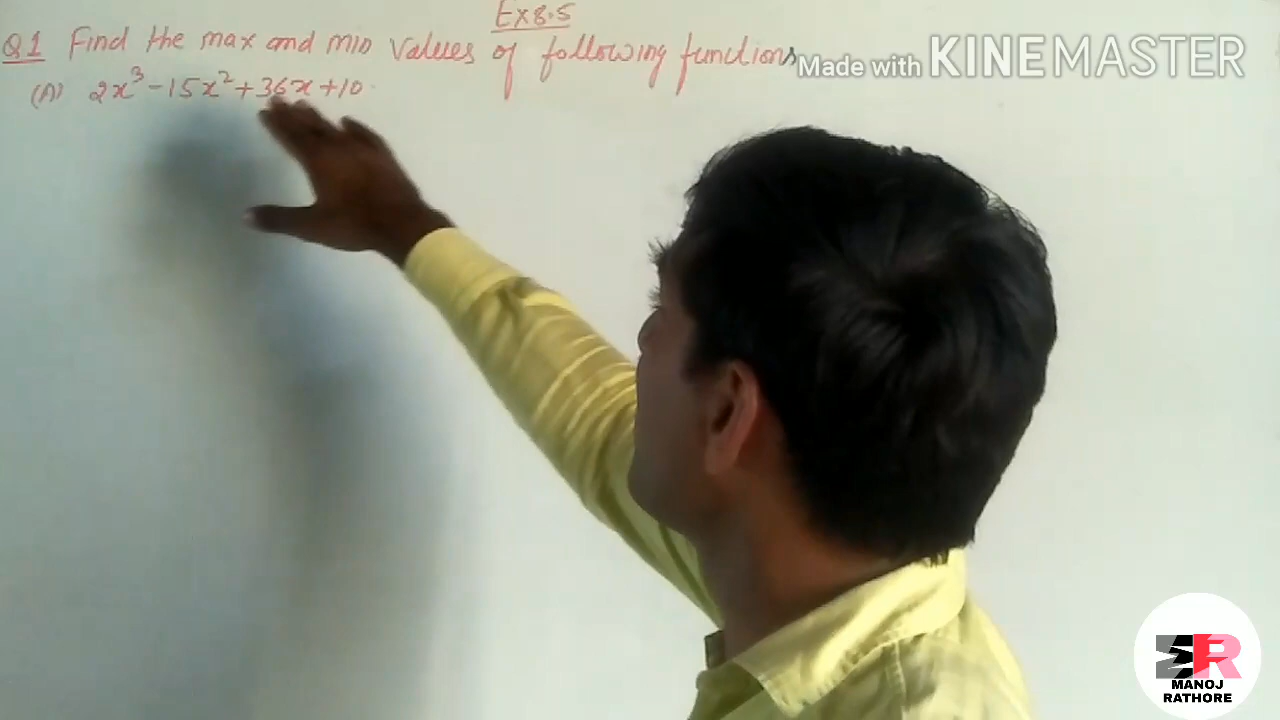 Ex 8.5
Q1 Find the max and min values of following functions
(A) 2x³ - 15x² + 36x + 10
Made with KINEMASTER
3R
MANOJ
RATHORE